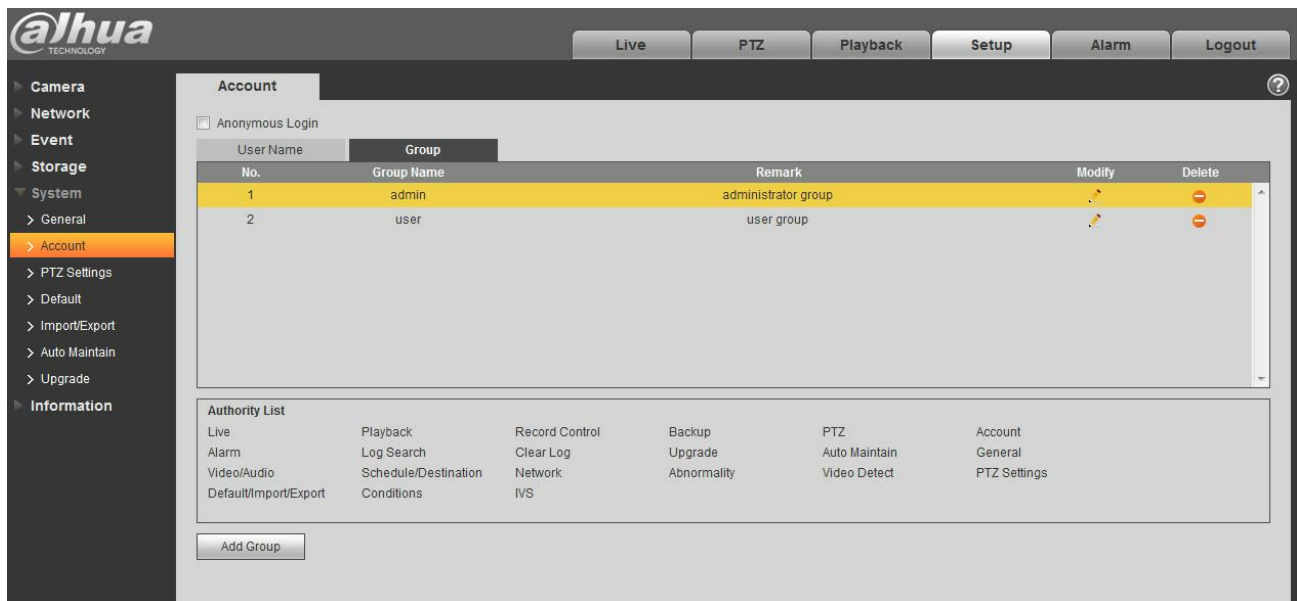 alhua
TECHNOLOGY
Live PTZ Playback Setup Alarm Logout
Camera
Network
Event
Storage
System
General
Account
PTZ Settings
Default
Import/Export
Auto Maintain
Upgrade
Information
Account
?
Anonymous Login
User Name Group
No. Group Name Remark Modify Delete
1 admin administrator group
2 user user group
Authority List
Live Playback Record Control Backup PTZ Account
Alarm Log Search Clear Log Upgrade Auto Maintain General
Video/Audio Schedule/Destination Network Abnormality Video Detect PTZ Settings
Default/Import/Export Conditions IVS
Add Group